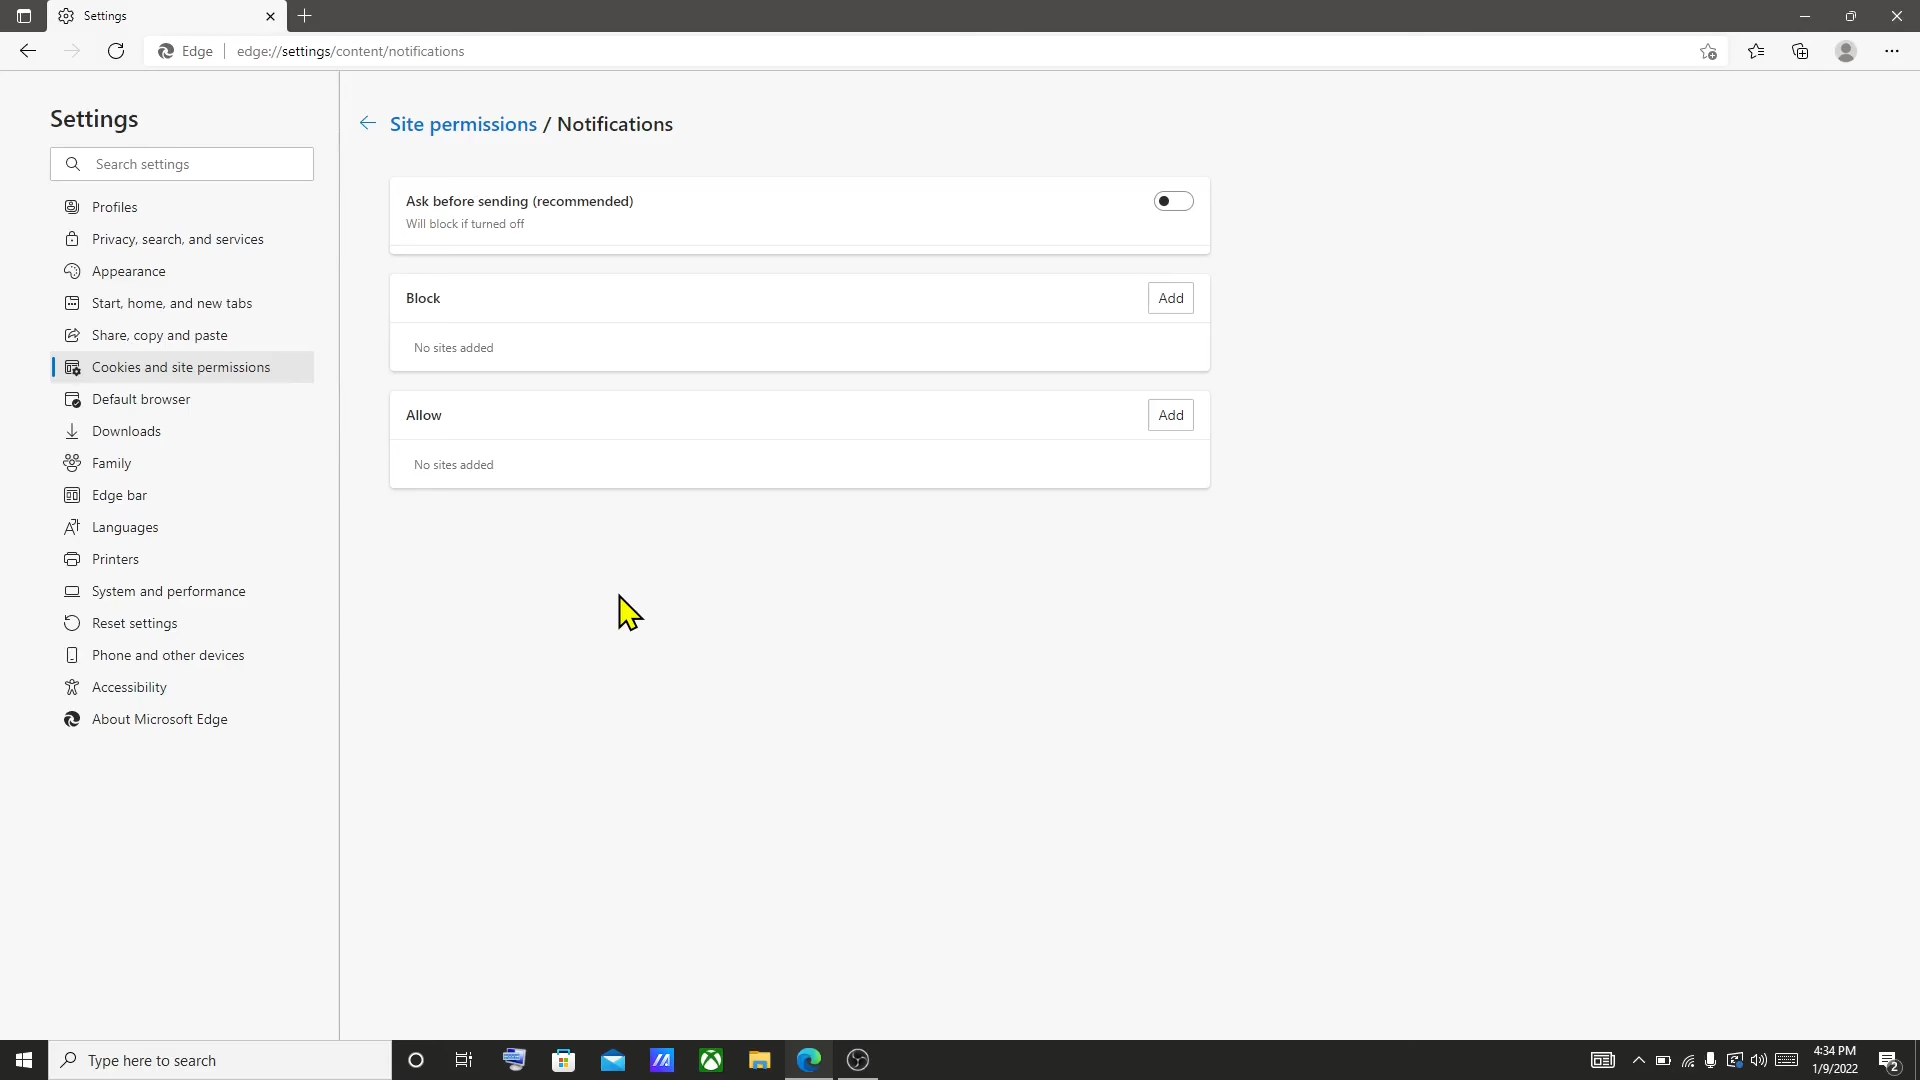 Settings
Edge
edge://settings/content/notifications
Settings
Search settings
Profiles
Privacy, search, and services
Appearance
Start, home, and new tabs
Share, copy and paste
Cookies and site permissions
Default browser
Downloads
Family
Edge bar
Languages
Printers
System and performance
Reset settings
Phone and other devices
Accessibility
About Microsoft Edge
Site permissions / Notifications
Ask before sending (recommended)
Will block if turned off
Block
Add
No sites added
Allow
Add
No sites added
Type here to search
4:34 PM
1/9/2022
2